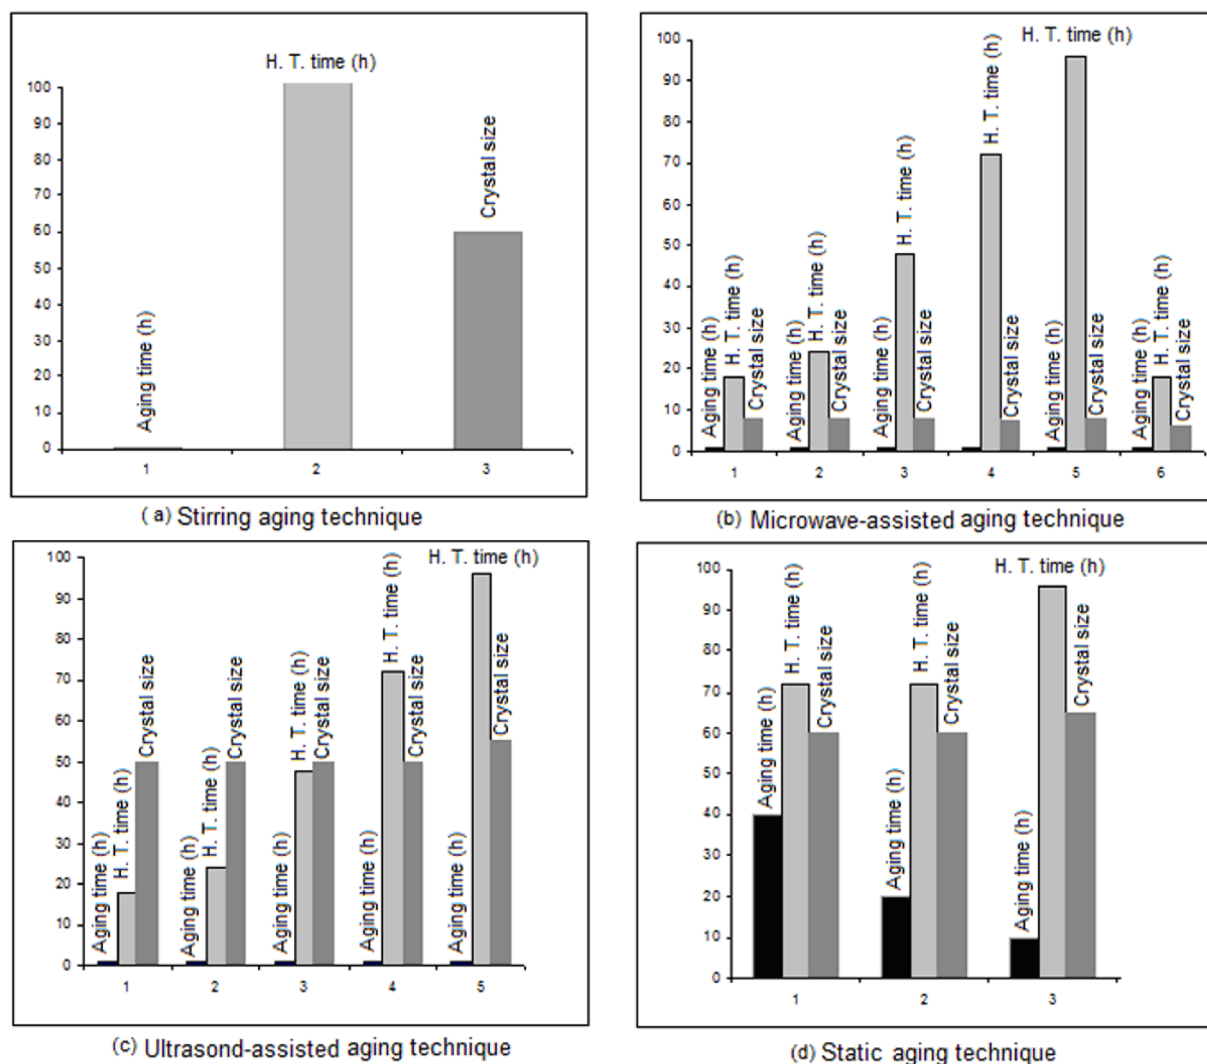 H. T. time (h)
100
90
80
70
60
50
40
30
20
10
0
Aging time (h)
Crystal size
1
2
3
( a ) Stirring aging technique
H. T. time (h)
100
90
80
70
60
50
40
30
20
10
0
Aging time (h)
H. T. time (h)
Crystal size
Aging time (h)
H. T. time (h)
Crystal size
Aging time (h)
H. T. time (h)
Crystal size
Aging time (h)
H. T. time (h)
Crystal size
Aging time (h)
Crystal size
Aging time (h)
H. T. time (h)
Crystal size
1
2
3
4
5
6
(b) Microwave-assisted aging technique
H. T. time (h)
100
90
80
70
60
50
40
30
20
10
0
Aging time (h)
H. T. time (h)
Crystal size
Aging time (h)
H. T. time (h)
Crystal size
Aging time (h)
H. T. time (h)
Crystal size
Aging time (h)
H. T. time (h)
Crystal size
Aging time (h)
Crystal size
1
2
3
4
5
(c) Ultrasond-assisted aging technique
H. T. time (h)
100
90
80
70
60
50
40
30
20
10
0
Aging time (h)
H. T. time (h)
Crystal size
Aging time (h)
H. T. time (h)
Crystal size
Aging time (h)
Crystal size
1
2
3
(d) Static aging technique